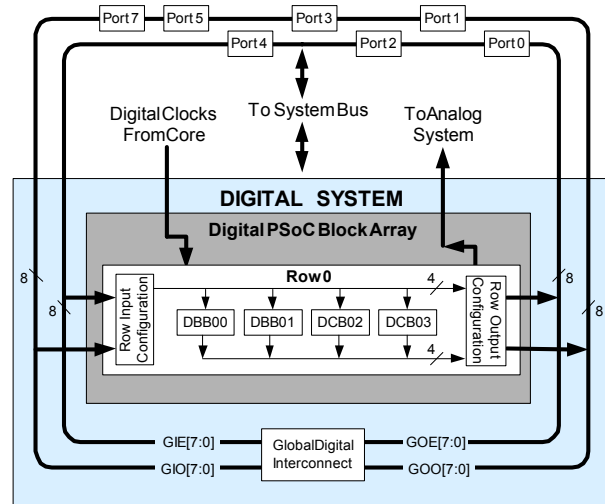 Port 7
Port 5
Port 3
Port 1
Port 4
Port 2
Port 0
Digital Clocks
From Core
To System Bus
To Analog
System
DIGITAL SYSTEM
Digital PSoC Block Array
Row 0
8
8
8
8
Row Input
Configuration
4
DBB00
DBB01
DCB02
DCB03
4
Row Output
Configuration
GIE[7:0]
GIO[7:0]
Global Digital
Interconnect
GOE[7:0]
GOO[7:0]